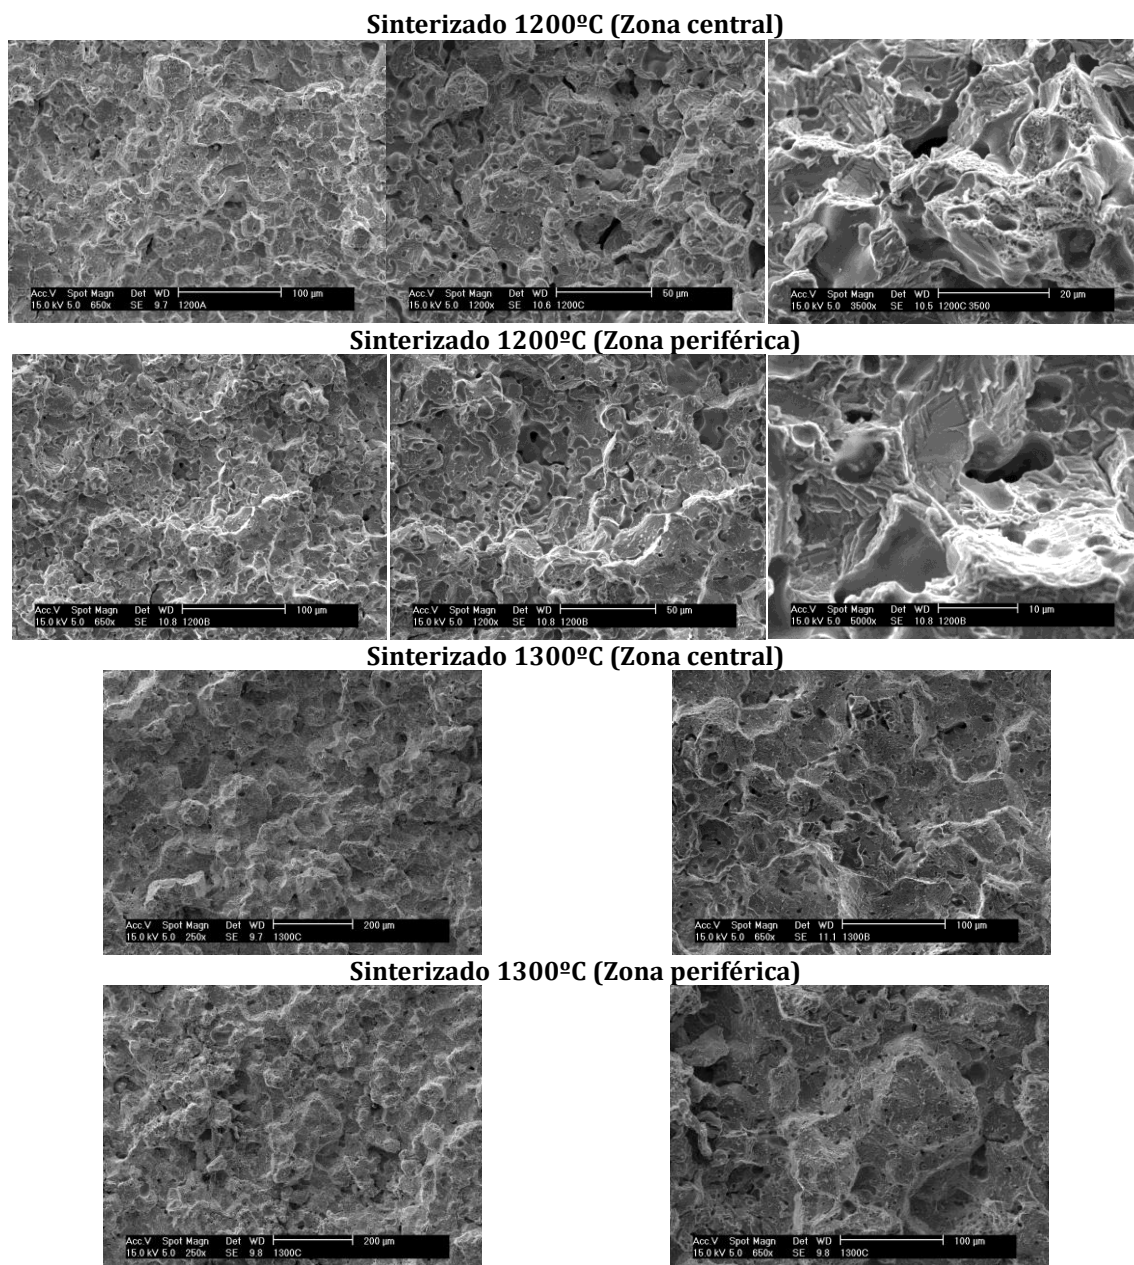 Sinterizado 1200ºC (Zona central)
Acc.V Spot Magn Det WD 100 µm
15.0 kV 5.0 650x SE 9.7 1200A
Acc.V Spot Magn Det WD 50 µm
15.0 kV 5.0 1200x SE 10.6 1200C
Acc.V Spot Magn Det WD 20 µm
15.0 kV 5.0 3500x SE 10.5 1200C 3500
Sinterizado 1200ºC (Zona periférica)
Acc.V Spot Magn Det WD 100 µm
15.0 kV 5.0 650x SE 10.8 1200B
Acc.V Spot Magn Det WD 50 µm
15.0 kV 5.0 1200x SE 10.8 1200B
Acc.V Spot Magn Det WD 10 µm
15.0 kV 5.0 5000x SE 10.8 1200B
Sinterizado 1300ºC (Zona central)
Acc.V Spot Magn Det WD 200 µm
15.0 kV 5.0 250x SE 9.7 1300C
Acc.V Spot Magn Det WD 100 µm
15.0 kV 5.0 650x SE 11.1 1300B
Sinterizado 1300ºC (Zona periférica)
Acc.V Spot Magn Det WD 200 µm
15.0 kV 5.0 250x SE 9.8 1300C
Acc.V Spot Magn Det WD 100 µm
15.0 kV 5.0 650x SE 9.8 1300C